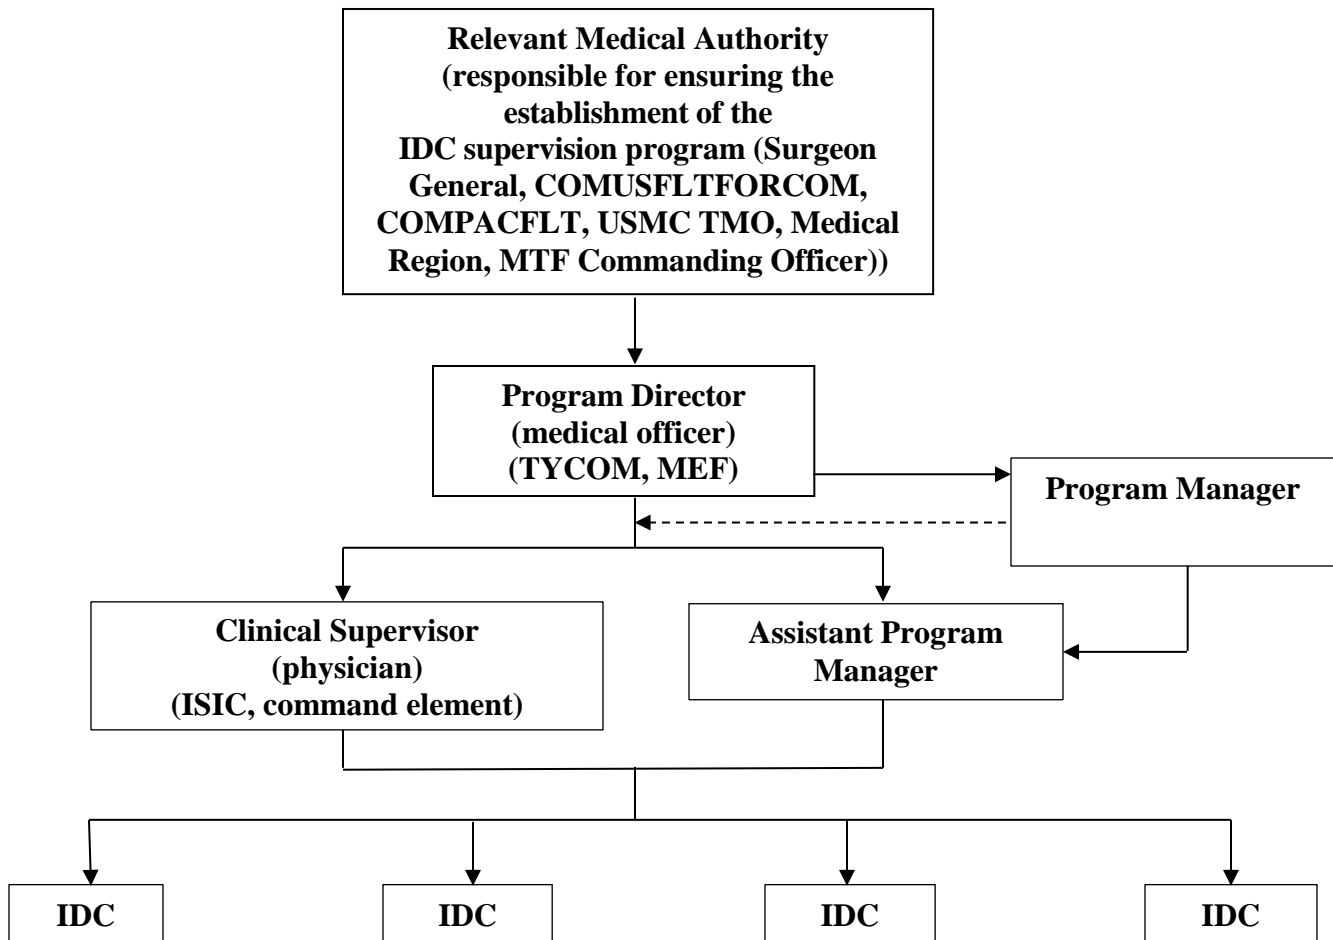 Relevant Medical Authority
(responsible for ensuring the
establishment of the
IDC supervision program (Surgeon
General, COMUSFLTFORCOM,
COMPACFLT, USMC TMO, Medical
Region, MTF Commanding Officer))
Program Director
(medical officer)
(TYCOM, MEF)
Program Manager
Clinical Supervisor
(physician)
(ISIC, command element)
Assistant Program
Manager
IDC
IDC
IDC
IDC